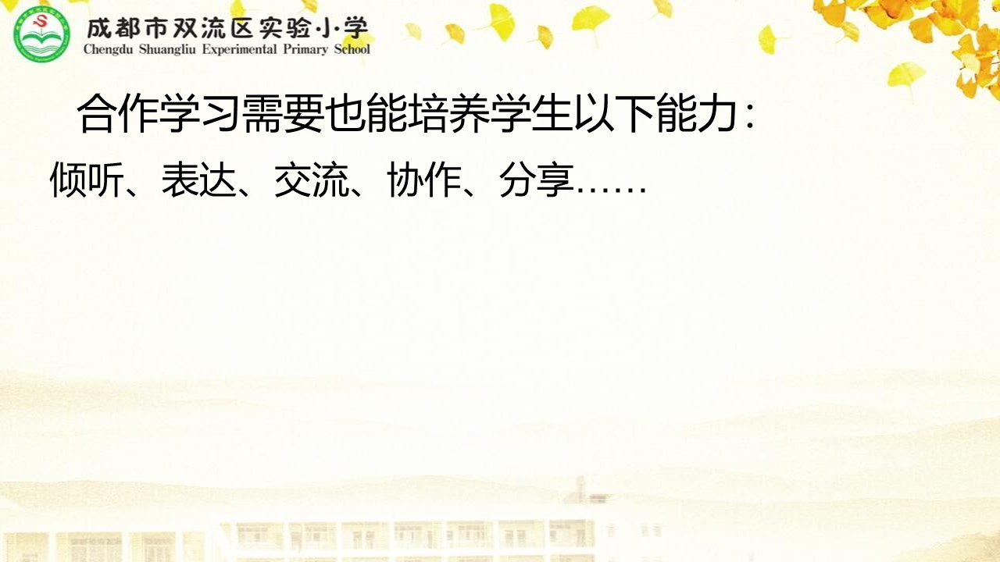 成都市双流区实验小学
Chengdu Shuangliu Experimental Primary School
合作学习需要也能培养学生以下能力：
倾听、表达、交流、协作、分享……